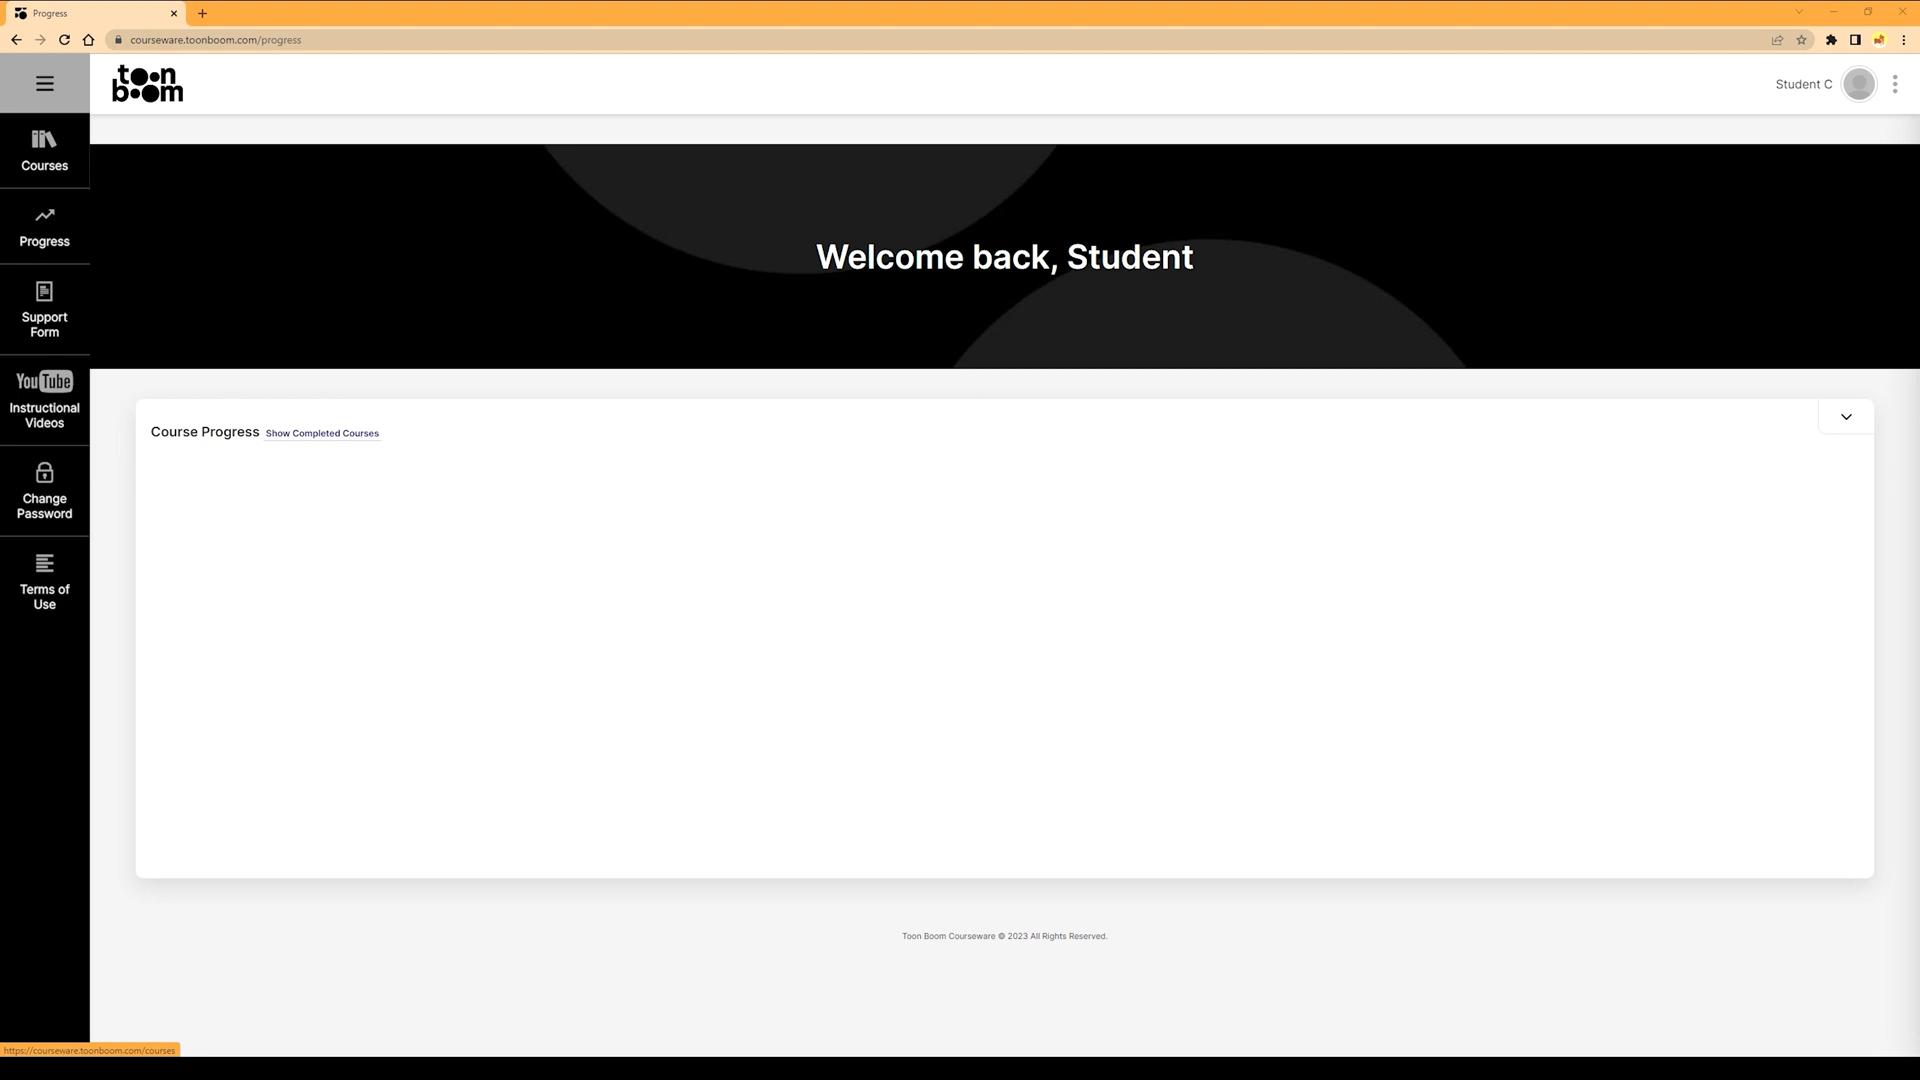 Progress
courseware.toonboom.com/progress
toon
boom
Student C
Courses
Progress
Support
Form
YouTube
Instructional
Videos
Change
Password
Terms of
Use
Welcome back, Student
Course Progress Show Completed Courses
Toon Boom Courseware © 2023 All Rights Reserved.
https://courseware.toonboom.com/courses